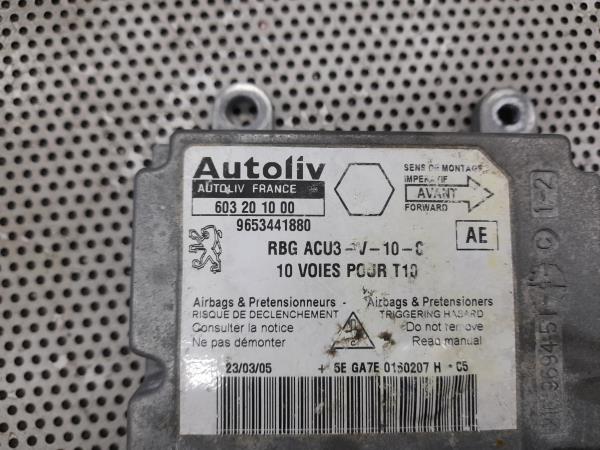 Autoliv
AUTOLIV FRANCE
603 20 10 00
9653441880
SENS DE MONTAGE
IMPERATIF
AVANT
FORWARD
AE
RBG ACU3-V-10-C
10 VOIES POUR T10
Airbags & Pretensionneurs - Airbags & Pretensioners
RISQUE DE DECLENCHEMENT
TRIGGERING HASARD
Consulter la notice
Do not remove
Ne pas démonter
Read manual
23/03/05
5E GA7E 0160207 H
C5